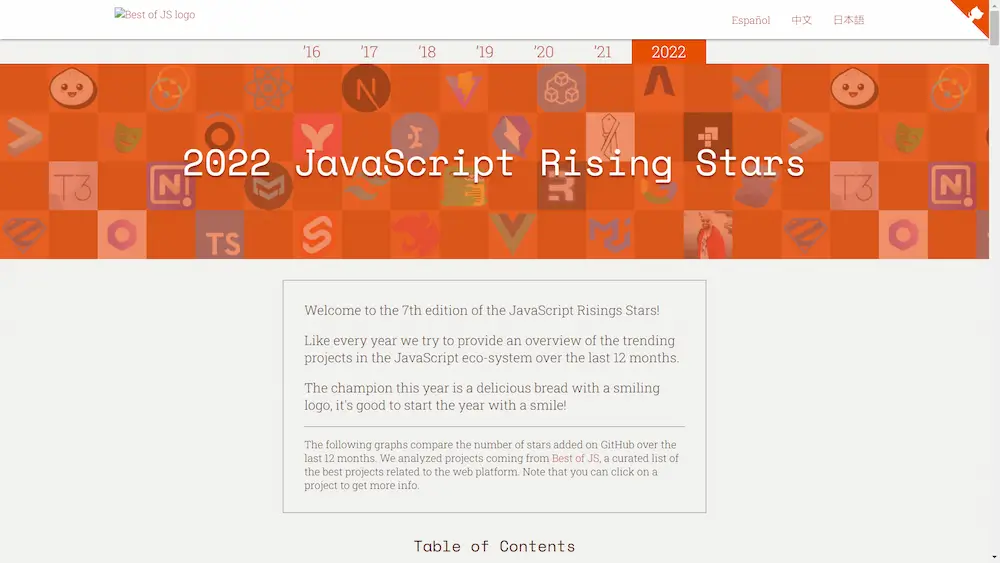 Best of JS logo
Español 中文 日本語
'16 '17 '18 '19 '20 '21 2022
2022 JavaScript Rising Stars
T3 N! T3 N!
TS
Welcome to the 7th edition of the JavaScript Risings Stars!
Like every year we try to provide an overview of the trending
projects in the JavaScript eco-system over the last 12 months.
The champion this year is a delicious bread with a smiling
logo, it's good to start the year with a smile!
The following graphs compare the number of stars added on GitHub over the
last 12 months. We analyzed projects coming from Best of JS, a curated list of
the best projects related to the web platform. Note that you can click on a
project to get more info.
Table of Contents